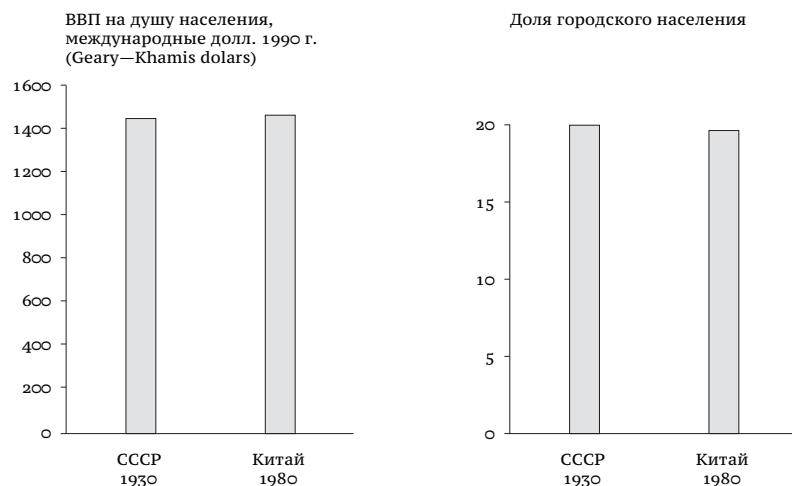 ВВП на душу населения,
международные долл. 1990 г.
(Geary—Khamis dolars)
1600
1400
1200
1000
800
600
400
200
0
СССР
1930
Китай
1980
Доля городского населения
20
15
10
5
0
СССР
1930
Китай
1980